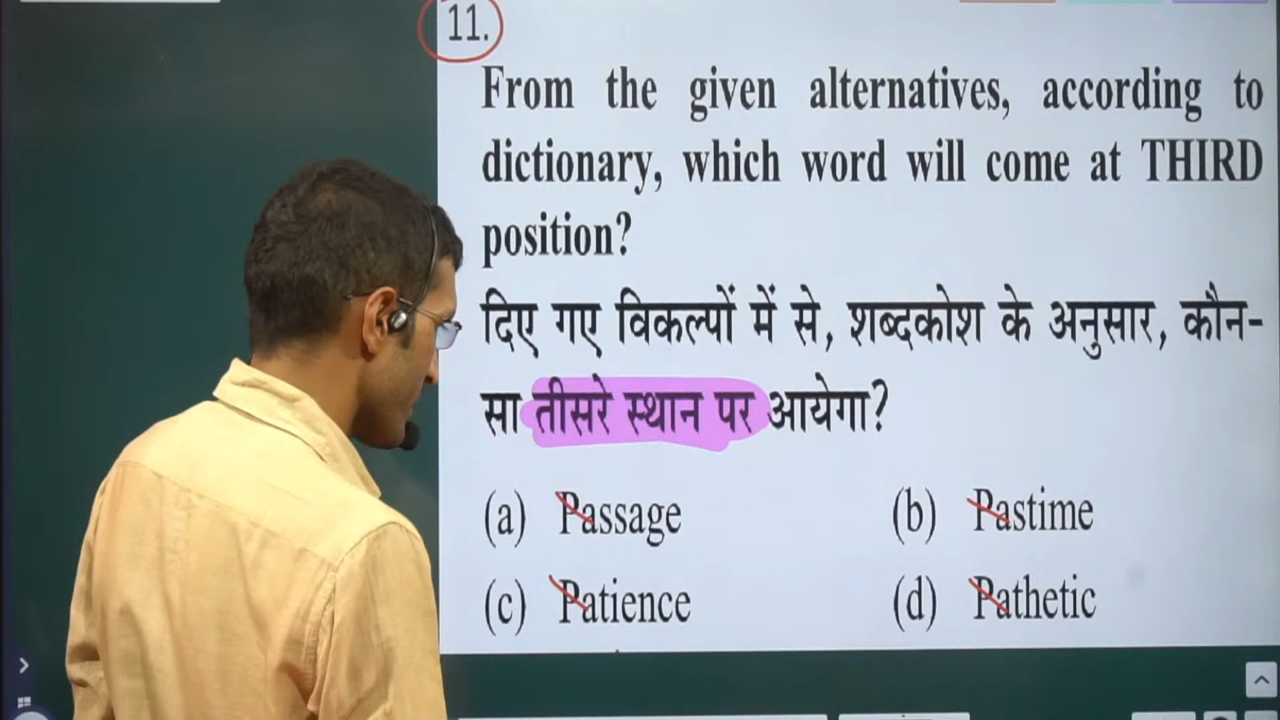 11.
From the given alternatives, according to
dictionary, which word will come at THIRD
position?
दिए गए विकल्पों में से, शब्दकोश के अनुसार, कौन-
सा तीसरे स्थान पर आयेगा?
(a) Passage (b) Pastime
(c) Patience (d) Pathetic